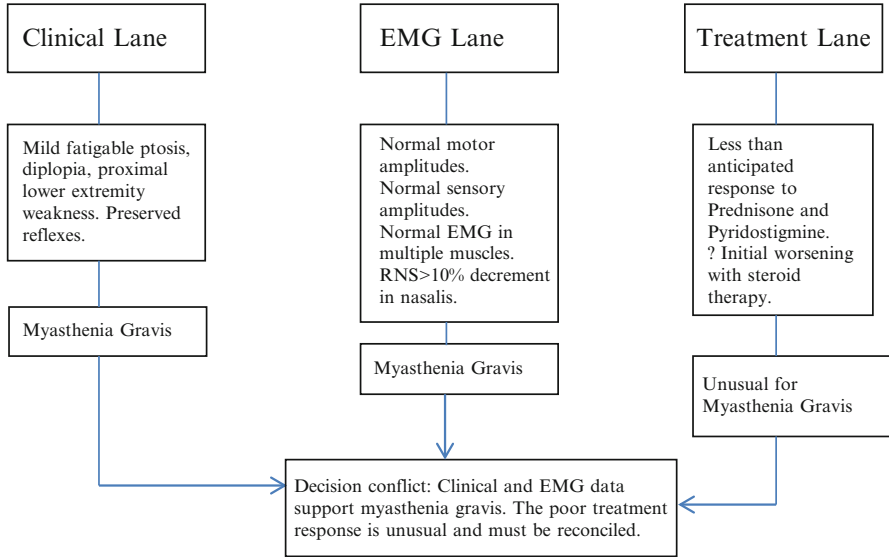 Clinical Lane
Mild fatigable ptosis,
diplopia, proximal
lower extremity
weakness. Preserved
reflexes.
Myasthenia Gravis
EMG Lane
Normal motor
amplitudes.
Normal sensory
amplitudes.
Normal EMG in
multiple muscles.
RNS>10% decrement
in nasalis.
Myasthenia Gravis
Treatment Lane
Less than
anticipated
response to
Prednisone and
Pyridostigmine.
? Initial worsening
with steroid
therapy.
Unusual for
Myasthenia Gravis
Decision conflict: Clinical and EMG data
support myasthenia gravis. The poor treatment
response is unusual and must be reconciled.